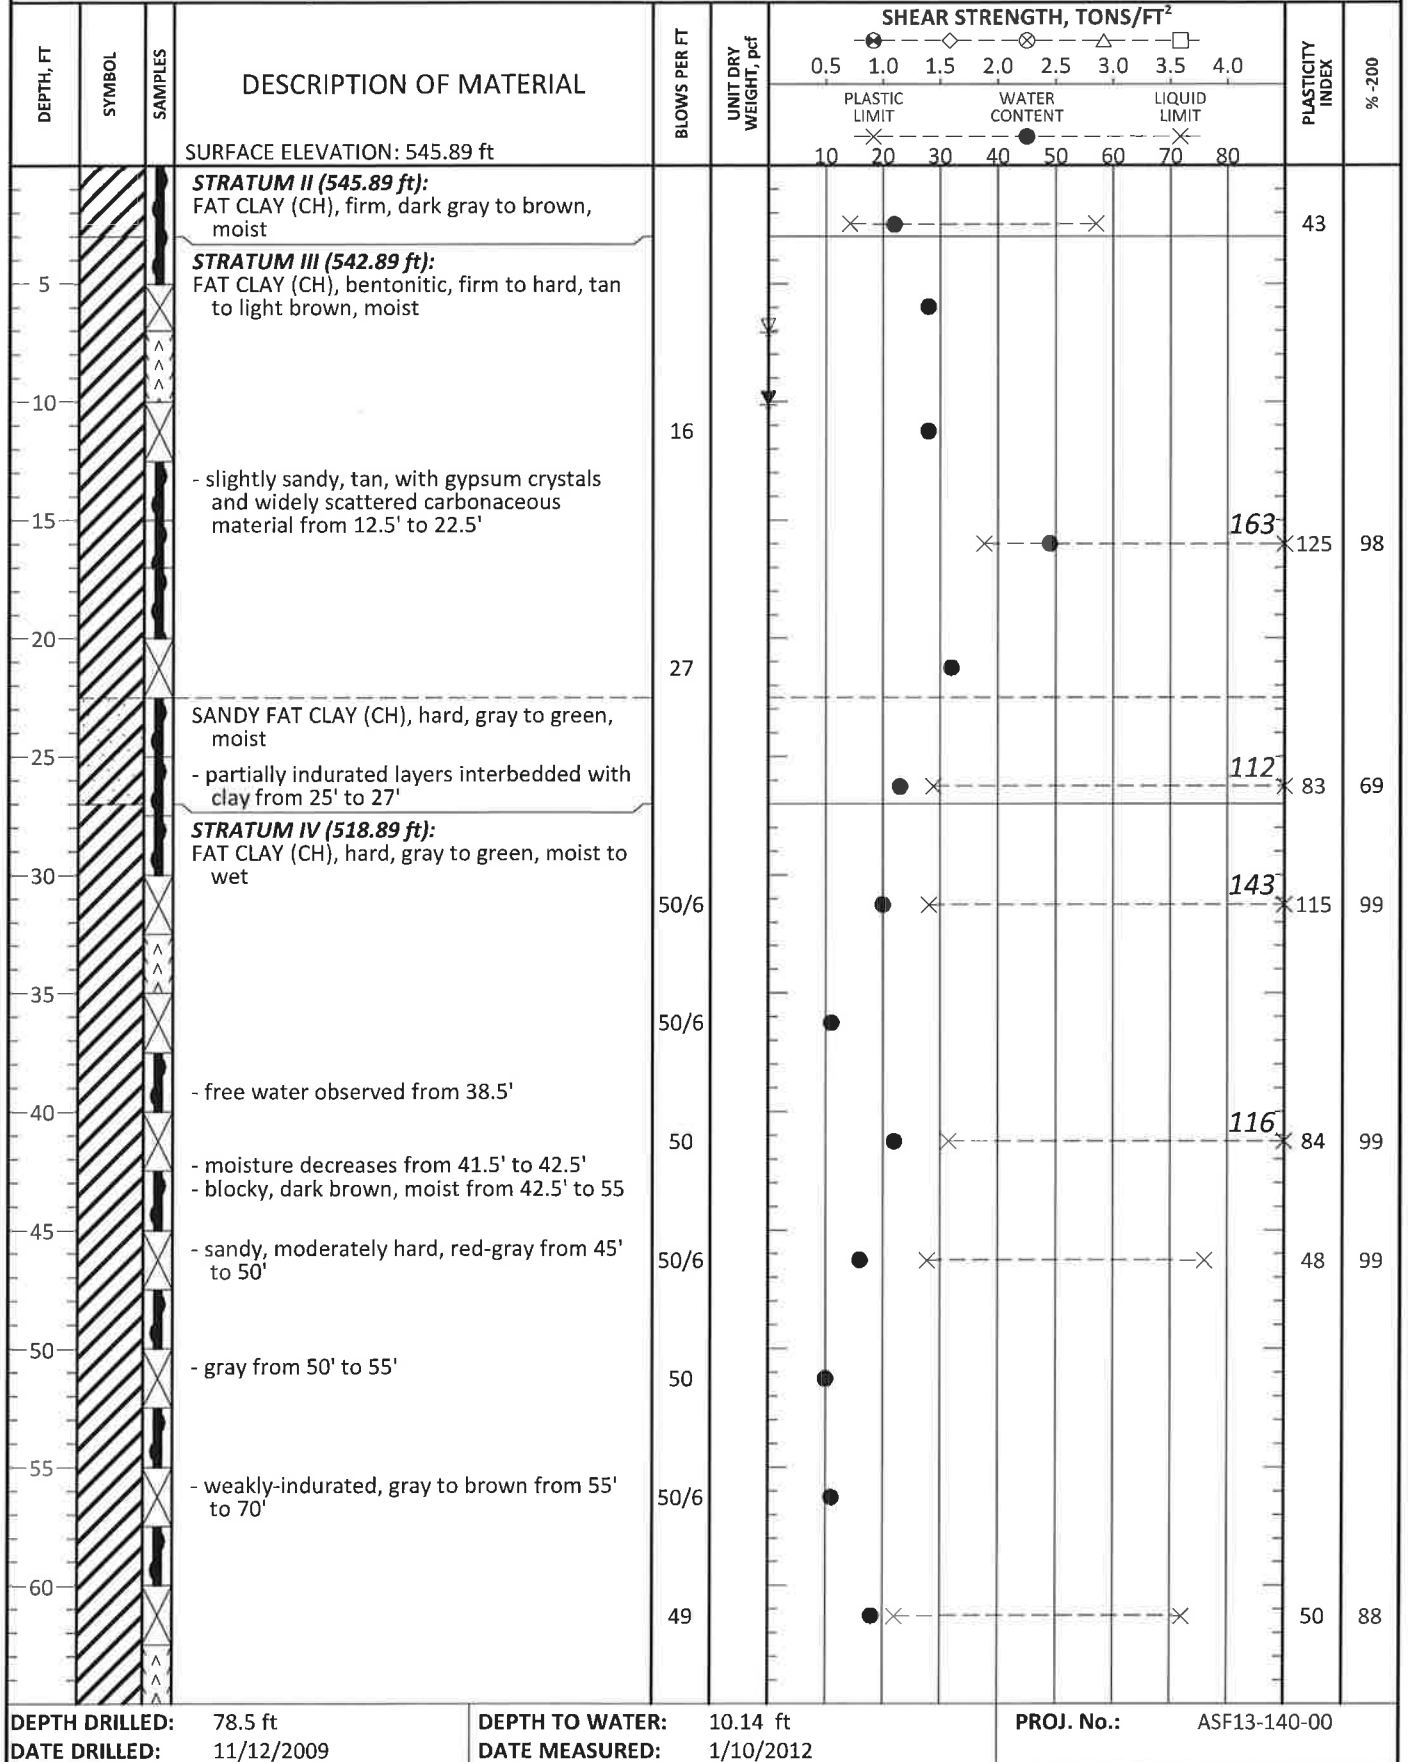 DEPTH, FT
SYMBOL
SAMPLES
DESCRIPTION OF MATERIAL
SURFACE ELEVATION: 545.89 ft
BLOWS PER FT
UNIT DRY
WEIGHT, pcf
SHEAR STRENGTH, TONS/FT²
0.5 1.0 1.5 2.0 2.5 3.0 3.5 4.0
PLASTIC
LIMIT
WATER
CONTENT
LIQUID
LIMIT
10 20 30 40 50 60 70 80
PLASTICITY
INDEX
% -200
STRATUM II (545.89 ft):
FAT CLAY (CH), firm, dark gray to brown,
moist
43
STRATUM III (542.89 ft):
5
FAT CLAY (CH), bentonitic, firm to hard, tan
to light brown, moist
10
16
- slightly sandy, tan, with gypsum crystals
and widely scattered carbonaceous
material from 12.5' to 22.5'
15
163
125 98
20
27
SANDY FAT CLAY (CH), hard, gray to green,
moist
25
- partially indurated layers interbedded with
clay from 25' to 27'
112
83 69
STRATUM IV (518.89 ft):
FAT CLAY (CH), hard, gray to green, moist to
wet
30
143
50/6 115 99
35
50/6
- free water observed from 38.5'
40
116
50 84 99
- moisture decreases from 41.5' to 42.5'
- blocky, dark brown, moist from 42.5' to 55
45
- sandy, moderately hard, red-gray from 45'
to 50'
50/6 48 99
50
- gray from 50' to 55'
50
55
- weakly-indurated, gray to brown from 55'
to 70'
50/6
60
49 50 88
DEPTH DRILLED: 78.5 ft DEPTH TO WATER: 10.14 ft PROJ. No.: ASF13-140-00
DATE DRILLED: 11/12/2009 DATE MEASURED: 1/10/2012